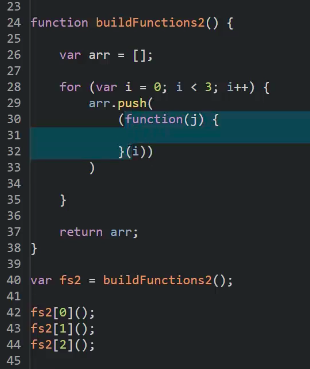 23
24 function buildFunctions2() {
25
26     var arr = [];
27
28     for (var i = 0; i < 3; i++) {
29         arr.push(
30             (function(j) {
31
32             }(i))
33         )
34
35     }
36
37     return arr;
38 }
39
40 var fs2 = buildFunctions2();
41
42 fs2[0]();
43 fs2[1]();
44 fs2[2]();
45